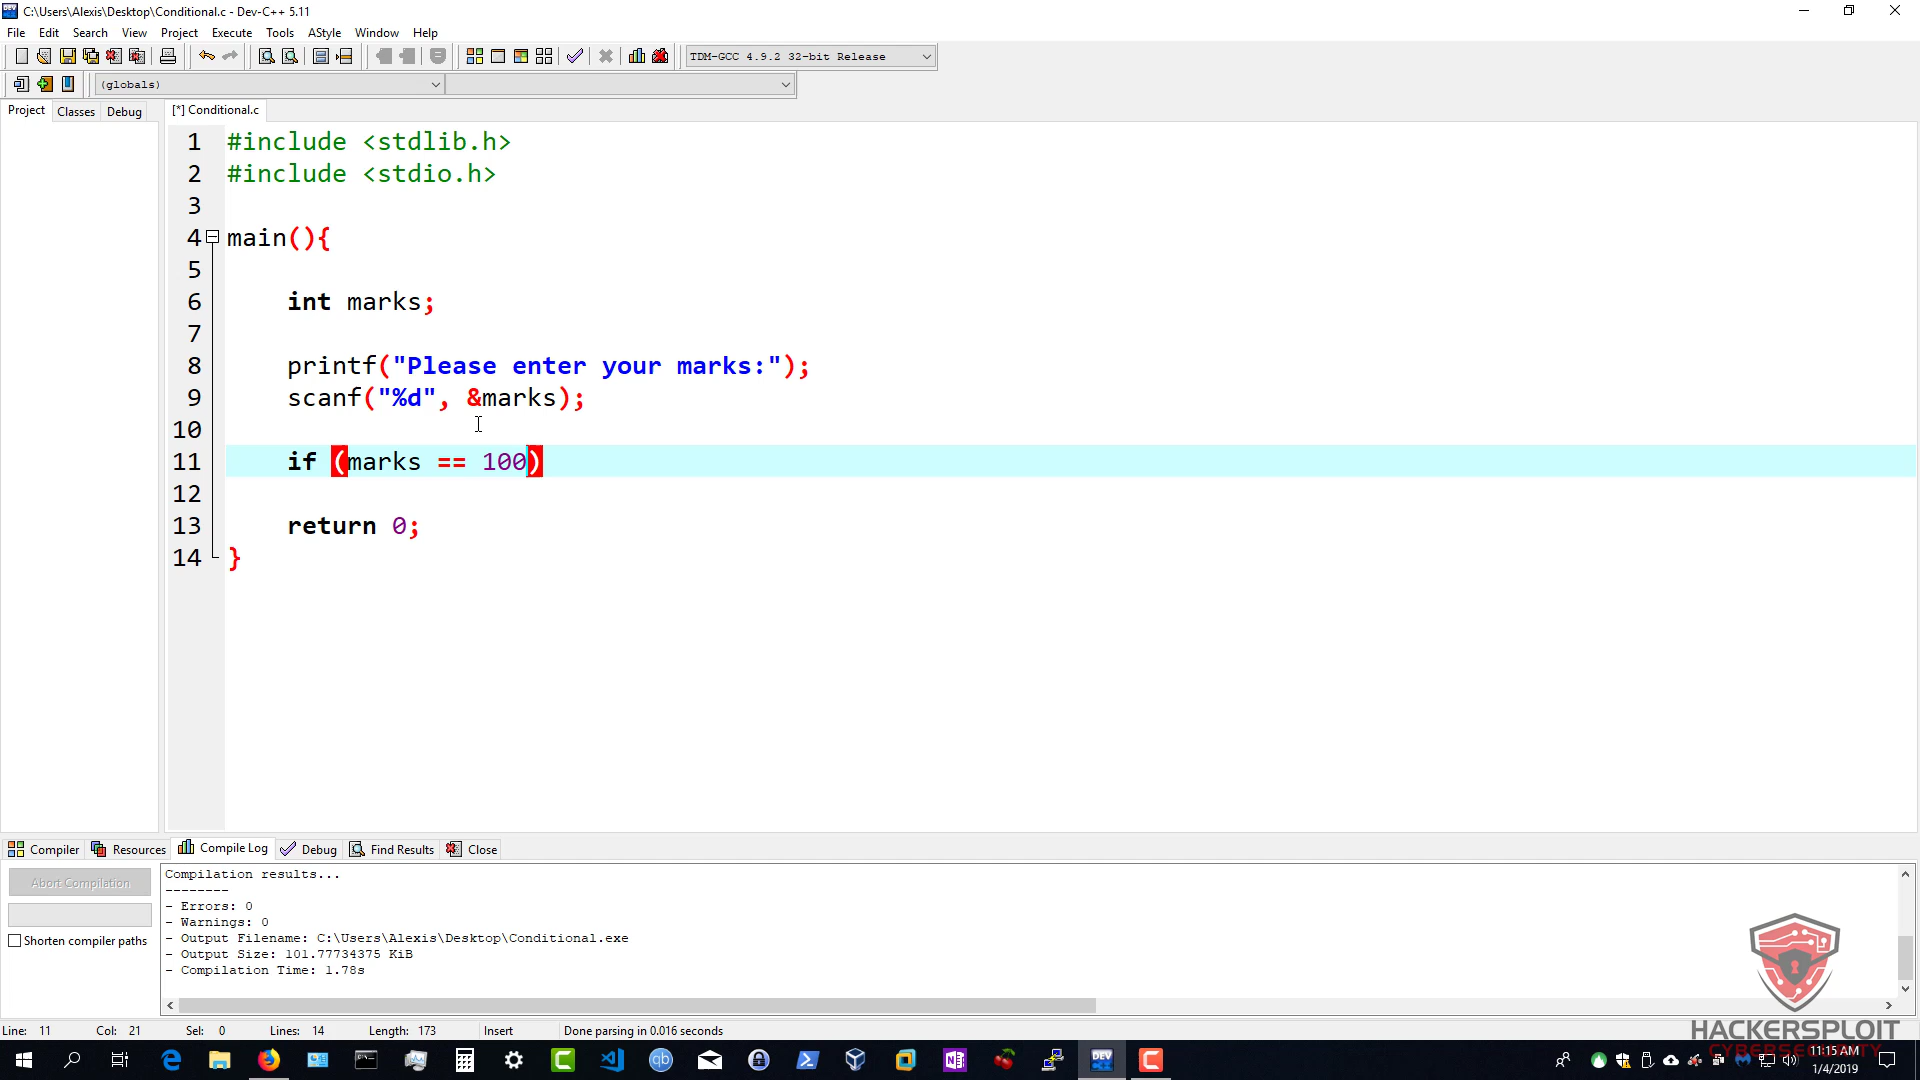 C:\Users\Alexis\Desktop\Conditional.c - Dev-C++ 5.11
File Edit Search View Project Execute Tools AStyle Window Help
TDM-GCC 4.9.2 32-bit Release
(globals)
Project Classes Debug [*] Conditional.c
1 #include <stdlib.h>
2 #include <stdio.h>
3
4 main(){
5
6 int marks;
7
8 printf("Please enter your marks:");
9 scanf("%d", &marks);
10
11 if (marks == 100)
12
13 return 0;
14 }
Compiler Resources Compile Log Debug Find Results Close
Abort Compilation
Shorten compiler paths
Compilation results...
--------
- Errors: 0
- Warnings: 0
- Output Filename: C:\Users\Alexis\Desktop\Conditional.exe
- Output Size: 101.77734375 KiB
- Compilation Time: 1.78s
Line: 11 Col: 21 Sel: 0 Lines: 14 Length: 173 Insert Done parsing in 0.016 seconds
HACKERSPLOIT
CYBERSECURITY
11:15 AM
1/4/2019